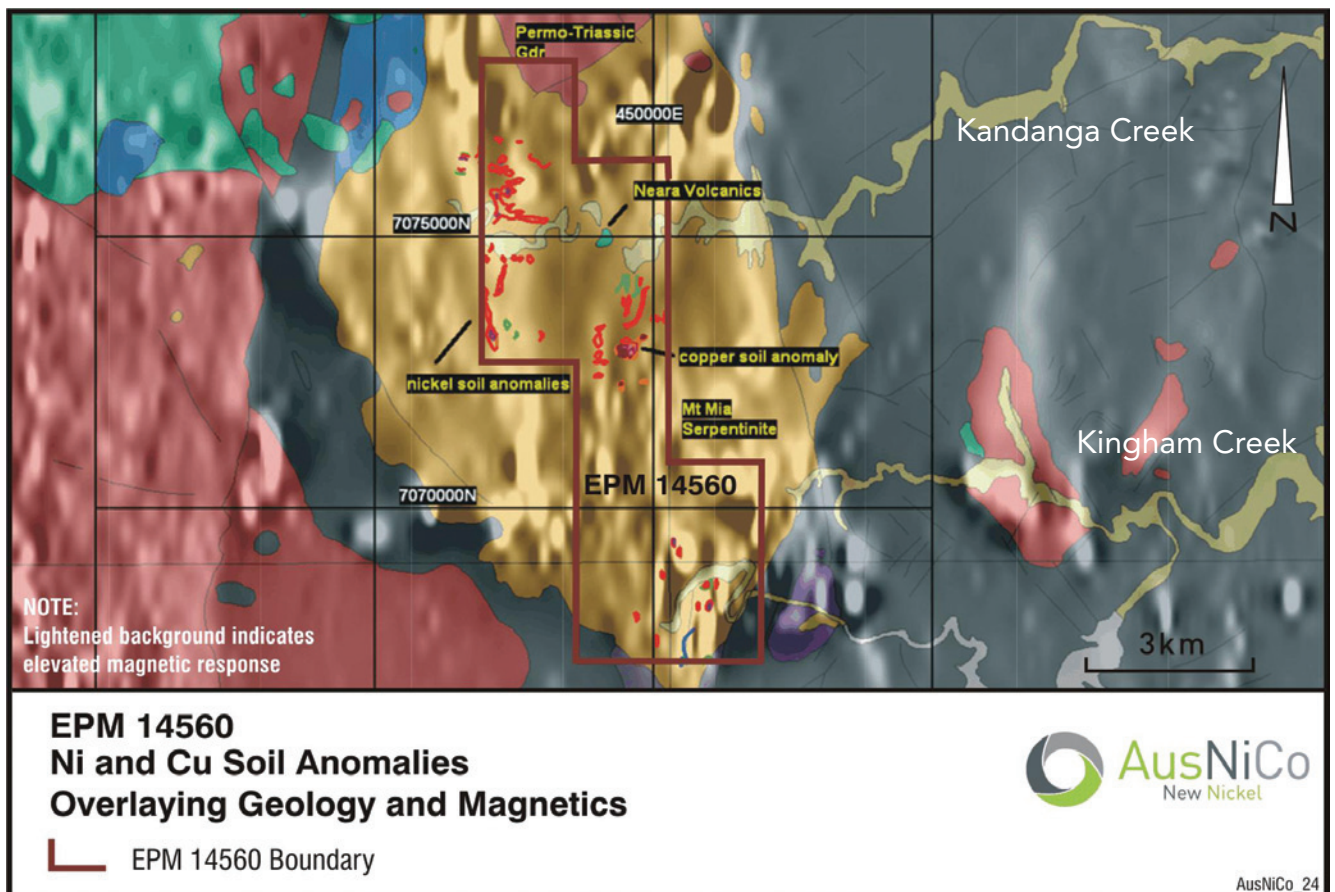 Permo-Triassic
Gdr
450000E
Kandanga Creek
N
Neara Volcanics
7075000N
copper soil anomaly
nickel soil anomalies
Mt Mia
Serpentinite
Kingham Creek
EPM 14560
7070000N
NOTE:
Lightened background indicates
elevated magnetic response
3km
EPM 14560
Ni and Cu Soil Anomalies
Overlaying Geology and Magnetics
EPM 14560 Boundary
AusNiCo
New Nickel
AusNiCo_24